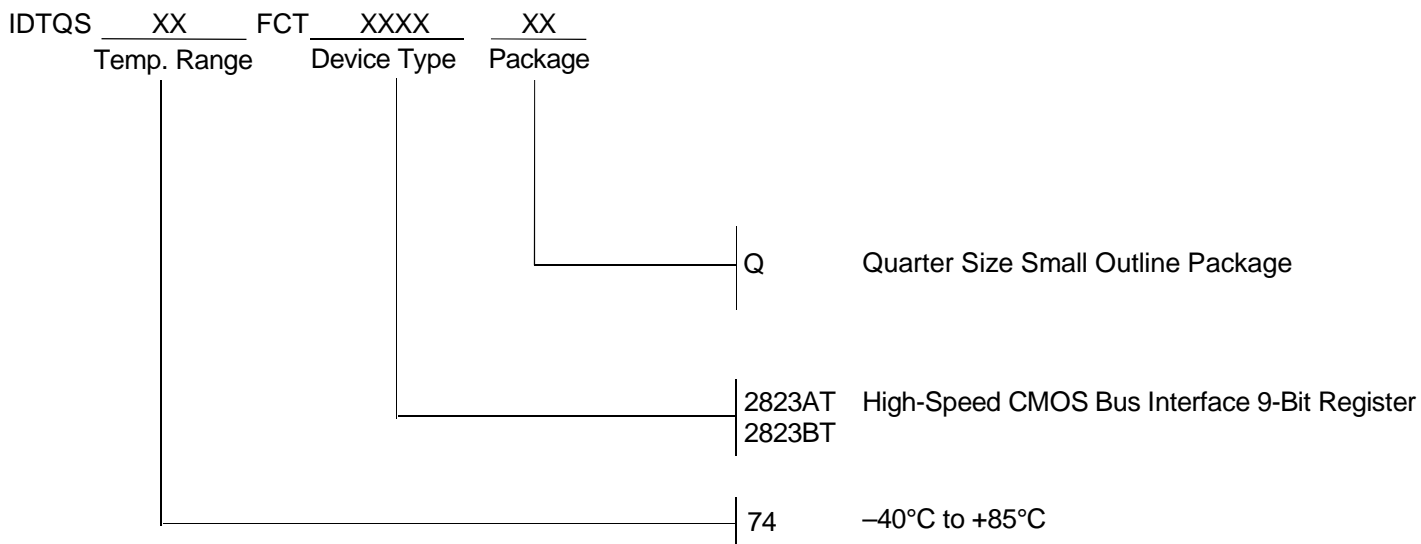 IDTQS XX FCT XXXX XX
Temp. Range Device Type Package
Q Quarter Size Small Outline Package
2823AT High-Speed CMOS Bus Interface 9-Bit Register
2823BT
74 –40°C to +85°C